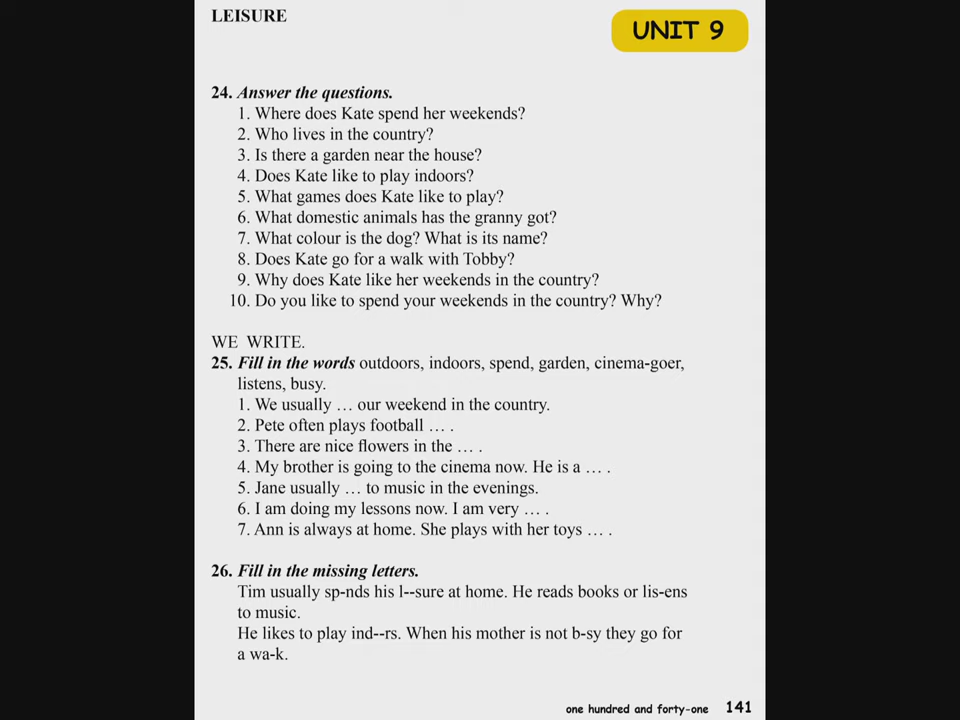 LEISURE
UNIT 9
24. Answer the questions.
1. Where does Kate spend her weekends?
2. Who lives in the country?
3. Is there a garden near the house?
4. Does Kate like to play indoors?
5. What games does Kate like to play?
6. What domestic animals has the granny got?
7. What colour is the dog? What is its name?
8. Does Kate go for a walk with Tobby?
9. Why does Kate like her weekends in the country?
10. Do you like to spend your weekends in the country? Why?
WE WRITE.
25. Fill in the words outdoors, indoors, spend, garden, cinema-goer,
listens, busy.
1. We usually … our weekend in the country.
2. Pete often plays football … .
3. There are nice flowers in the … .
4. My brother is going to the cinema now. He is a … .
5. Jane usually … to music in the evenings.
6. I am doing my lessons now. I am very … .
7. Ann is always at home. She plays with her toys … .
26. Fill in the missing letters.
Tim usually sp-nds his l--sure at home. He reads books or lis-ens
to music.
He likes to play ind--rs. When his mother is not b-sy they go for
a wa-k.
one hundred and forty-one 141